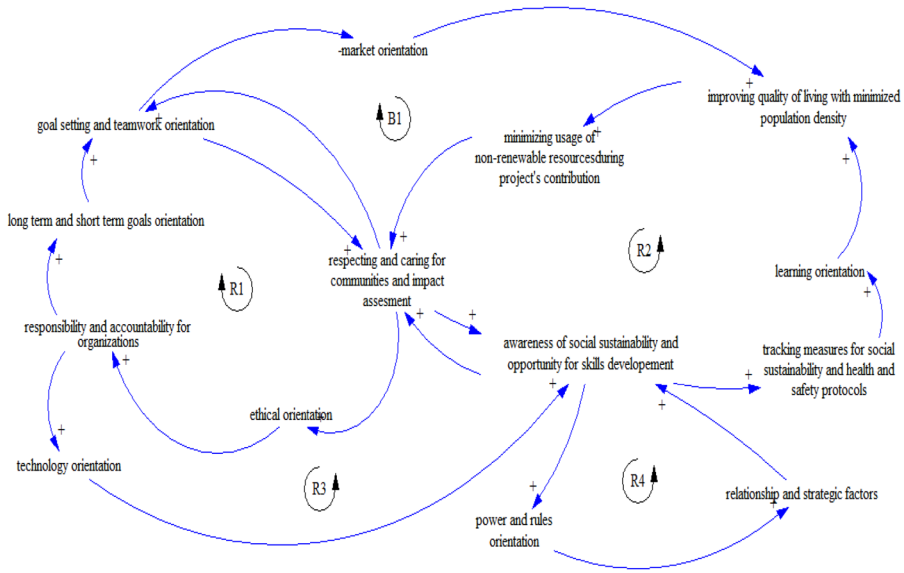 -market orientation
+
improving quality of living with minimized
population density
goal setting and teamwork orientation
+
B1
minimizing usage of
non-renewable resourcesduring
project's contribution
+
+
+
long term and short term goals orientation
+
+
respecting and caring for
communities and impact
assesment
+
R2
R1
+
learning orientation
+
responsibility and accountability for
organizations
+
+
+
awareness of social sustainability and
opportunity for skills developement
tracking measures for social
sustainability and health and
safety protocols
+
+
+
ethical orientation
+
+
technology orientation
R3
R4
+
relationship and strategic factors
+
power and rules
orientation